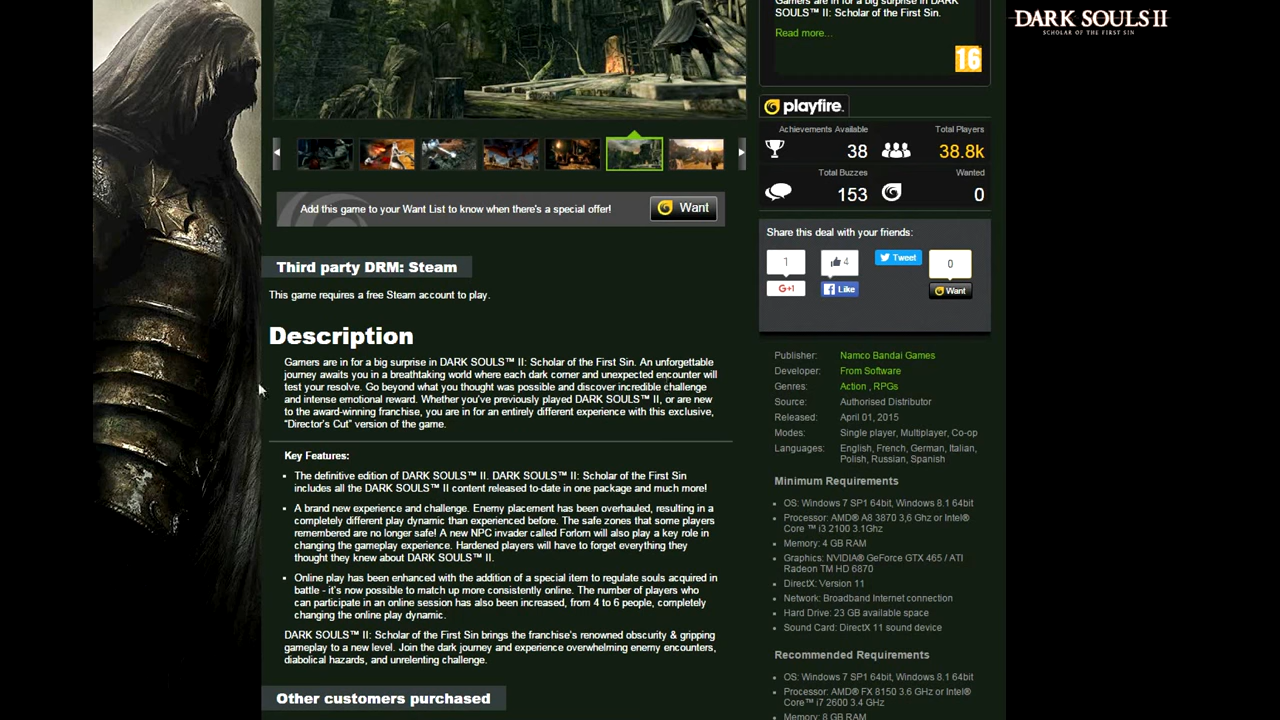 Gamers are in for a big surprise in DARK
SOULS™ II: Scholar of the First Sin.
Read more...
16
DARK SOULS II
SCHOLAR OF THE FIRST SIN
playfire.
Achievements Available
38
Total Players
38.8k
Total Buzzes
153
Wanted
0
Add this game to your Want List to know when there's a special offer!
Want
Share this deal with your friends:
1
G+1
4
Like
Tweet
0
Want
Third party DRM: Steam
This game requires a free Steam account to play.
Description
Gamers are in for a big surprise in DARK SOULS™ II: Scholar of the First Sin. An unforgettable
journey awaits you in a breathtaking world where each dark corner and unexpected encounter will
test your resolve. Go beyond what you thought was possible and discover incredible challenge
and intense emotional reward. Whether you've previously played DARK SOULS™ II, or are new
to the award-winning franchise, you are in for an entirely different experience with this exclusive,
“Director's Cut” version of the game.
Key Features:
The definitive edition of DARK SOULS™ II. DARK SOULS™ II: Scholar of the First Sin
includes all the DARK SOULS™ II content released to-date in one package and much more!
A brand new experience and challenge. Enemy placement has been overhauled, resulting in a
completely different play dynamic than experienced before. The safe zones that some players
remembered are no longer safe! A new NPC invader called Forlorn will also play a key role in
changing the gameplay experience. Hardened players will have to forget everything they
thought they knew about DARK SOULS™ II.
Online play has been enhanced with the addition of a special item to regulate souls acquired in
battle - it's now possible to match up more consistently online. The number of players who
can participate in an online session has also been increased, from 4 to 6 people, completely
changing the online play dynamic.
DARK SOULS™ II: Scholar of the First Sin brings the franchise's renowned obscurity & gripping
gameplay to a new level. Join the dark journey and experience overwhelming enemy encounters,
diabolical hazards, and unrelenting challenge.
Other customers purchased
Publisher: Namco Bandai Games
Developer: From Software
Genres: Action , RPGs
Source: Authorised Distributor
Released: April 01, 2015
Modes: Single player, Multiplayer, Co-op
Languages: English, French, German, Italian,
Polish, Russian, Spanish
Minimum Requirements
OS: Windows 7 SP1 64bit, Windows 8.1 64bit
Processor: AMD® A8 3870 3,6 Ghz or Intel®
Core ™ i3 2100 3.1Ghz
Memory: 4 GB RAM
Graphics: NVIDIA® GeForce GTX 465 / ATI
Radeon TM HD 6870
DirectX: Version 11
Network: Broadband Internet connection
Hard Drive: 23 GB available space
Sound Card: DirectX 11 sound device
Recommended Requirements
OS: Windows 7 SP1 64bit, Windows 8.1 64bit
Processor: AMD® FX 8150 3.6 GHz or Intel®
Core™ i7 2600 3.4 GHz
Memory: 8 GB RAM